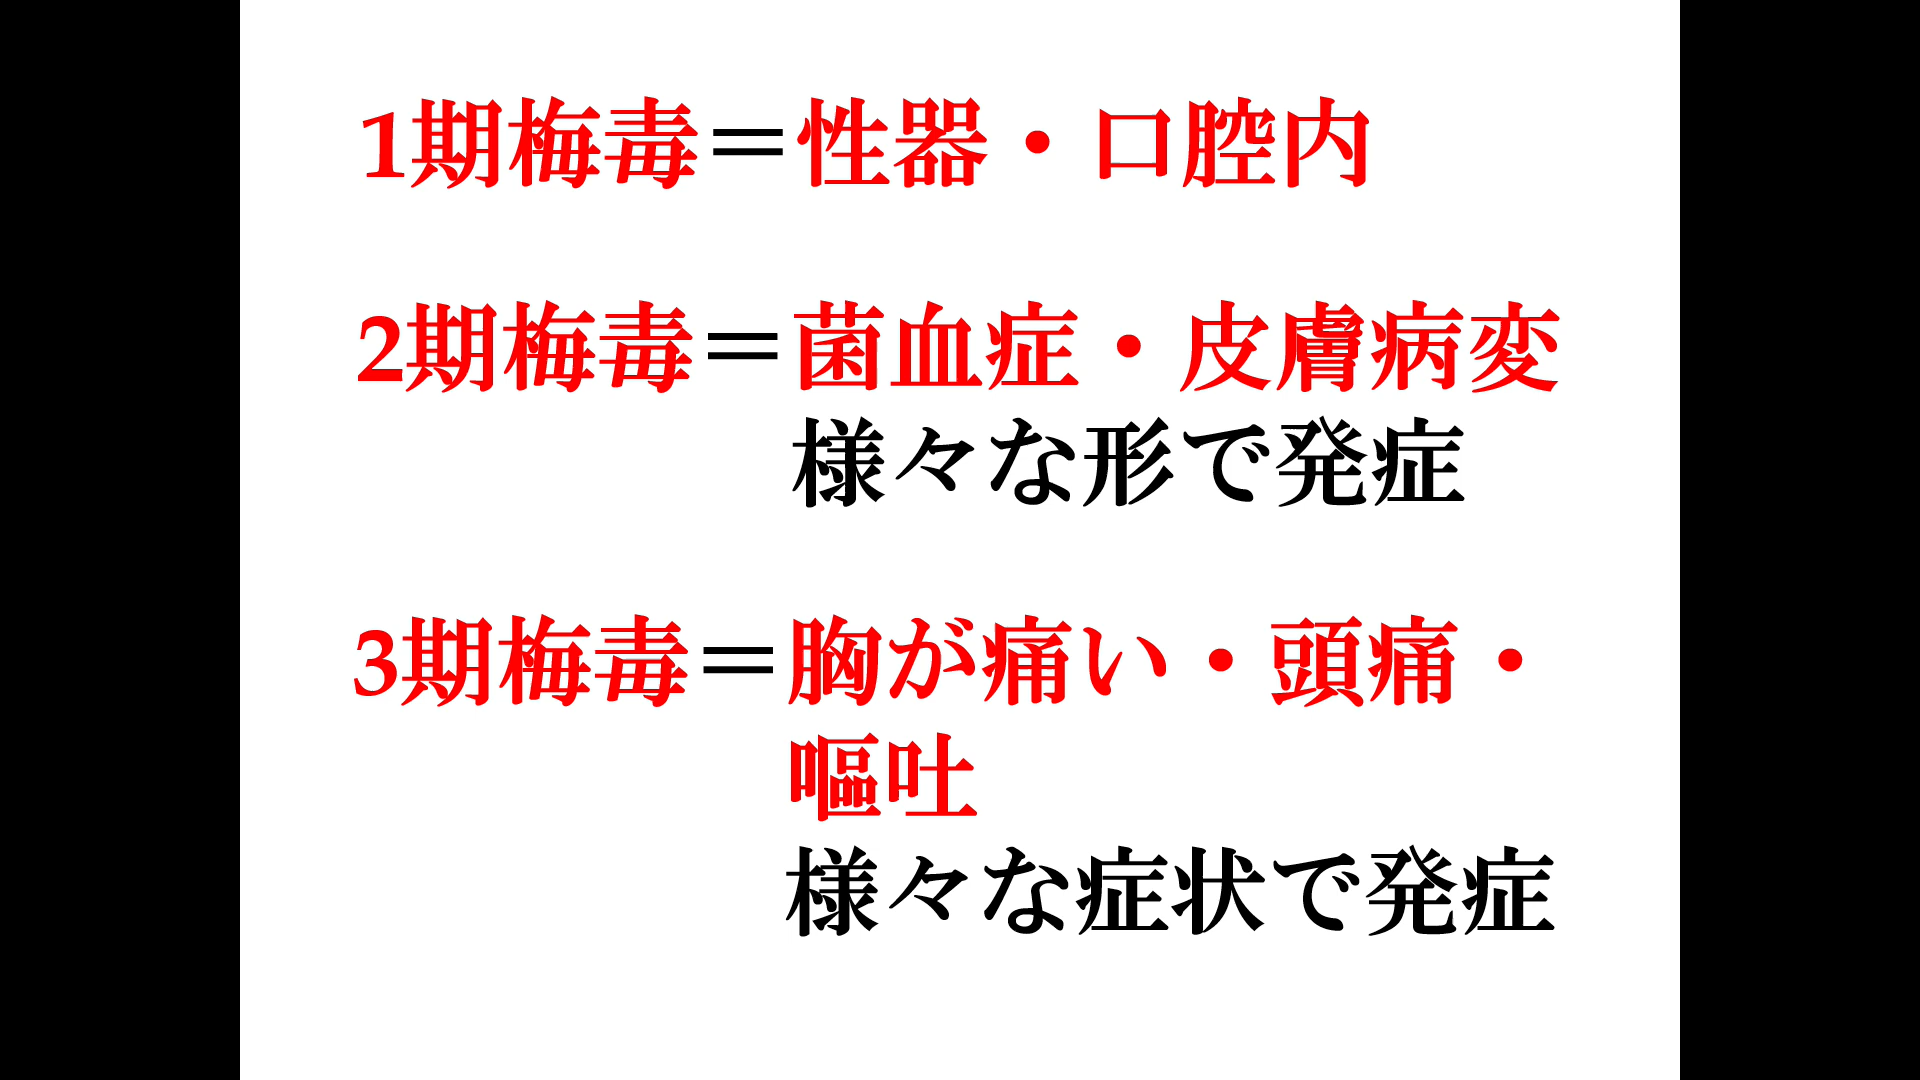 1期梅毒＝性器・口腔内
2期梅毒＝菌血症・皮膚病変
様々な形で発症
3期梅毒＝胸が痛い・頭痛・
嘔吐
様々な症状で発症